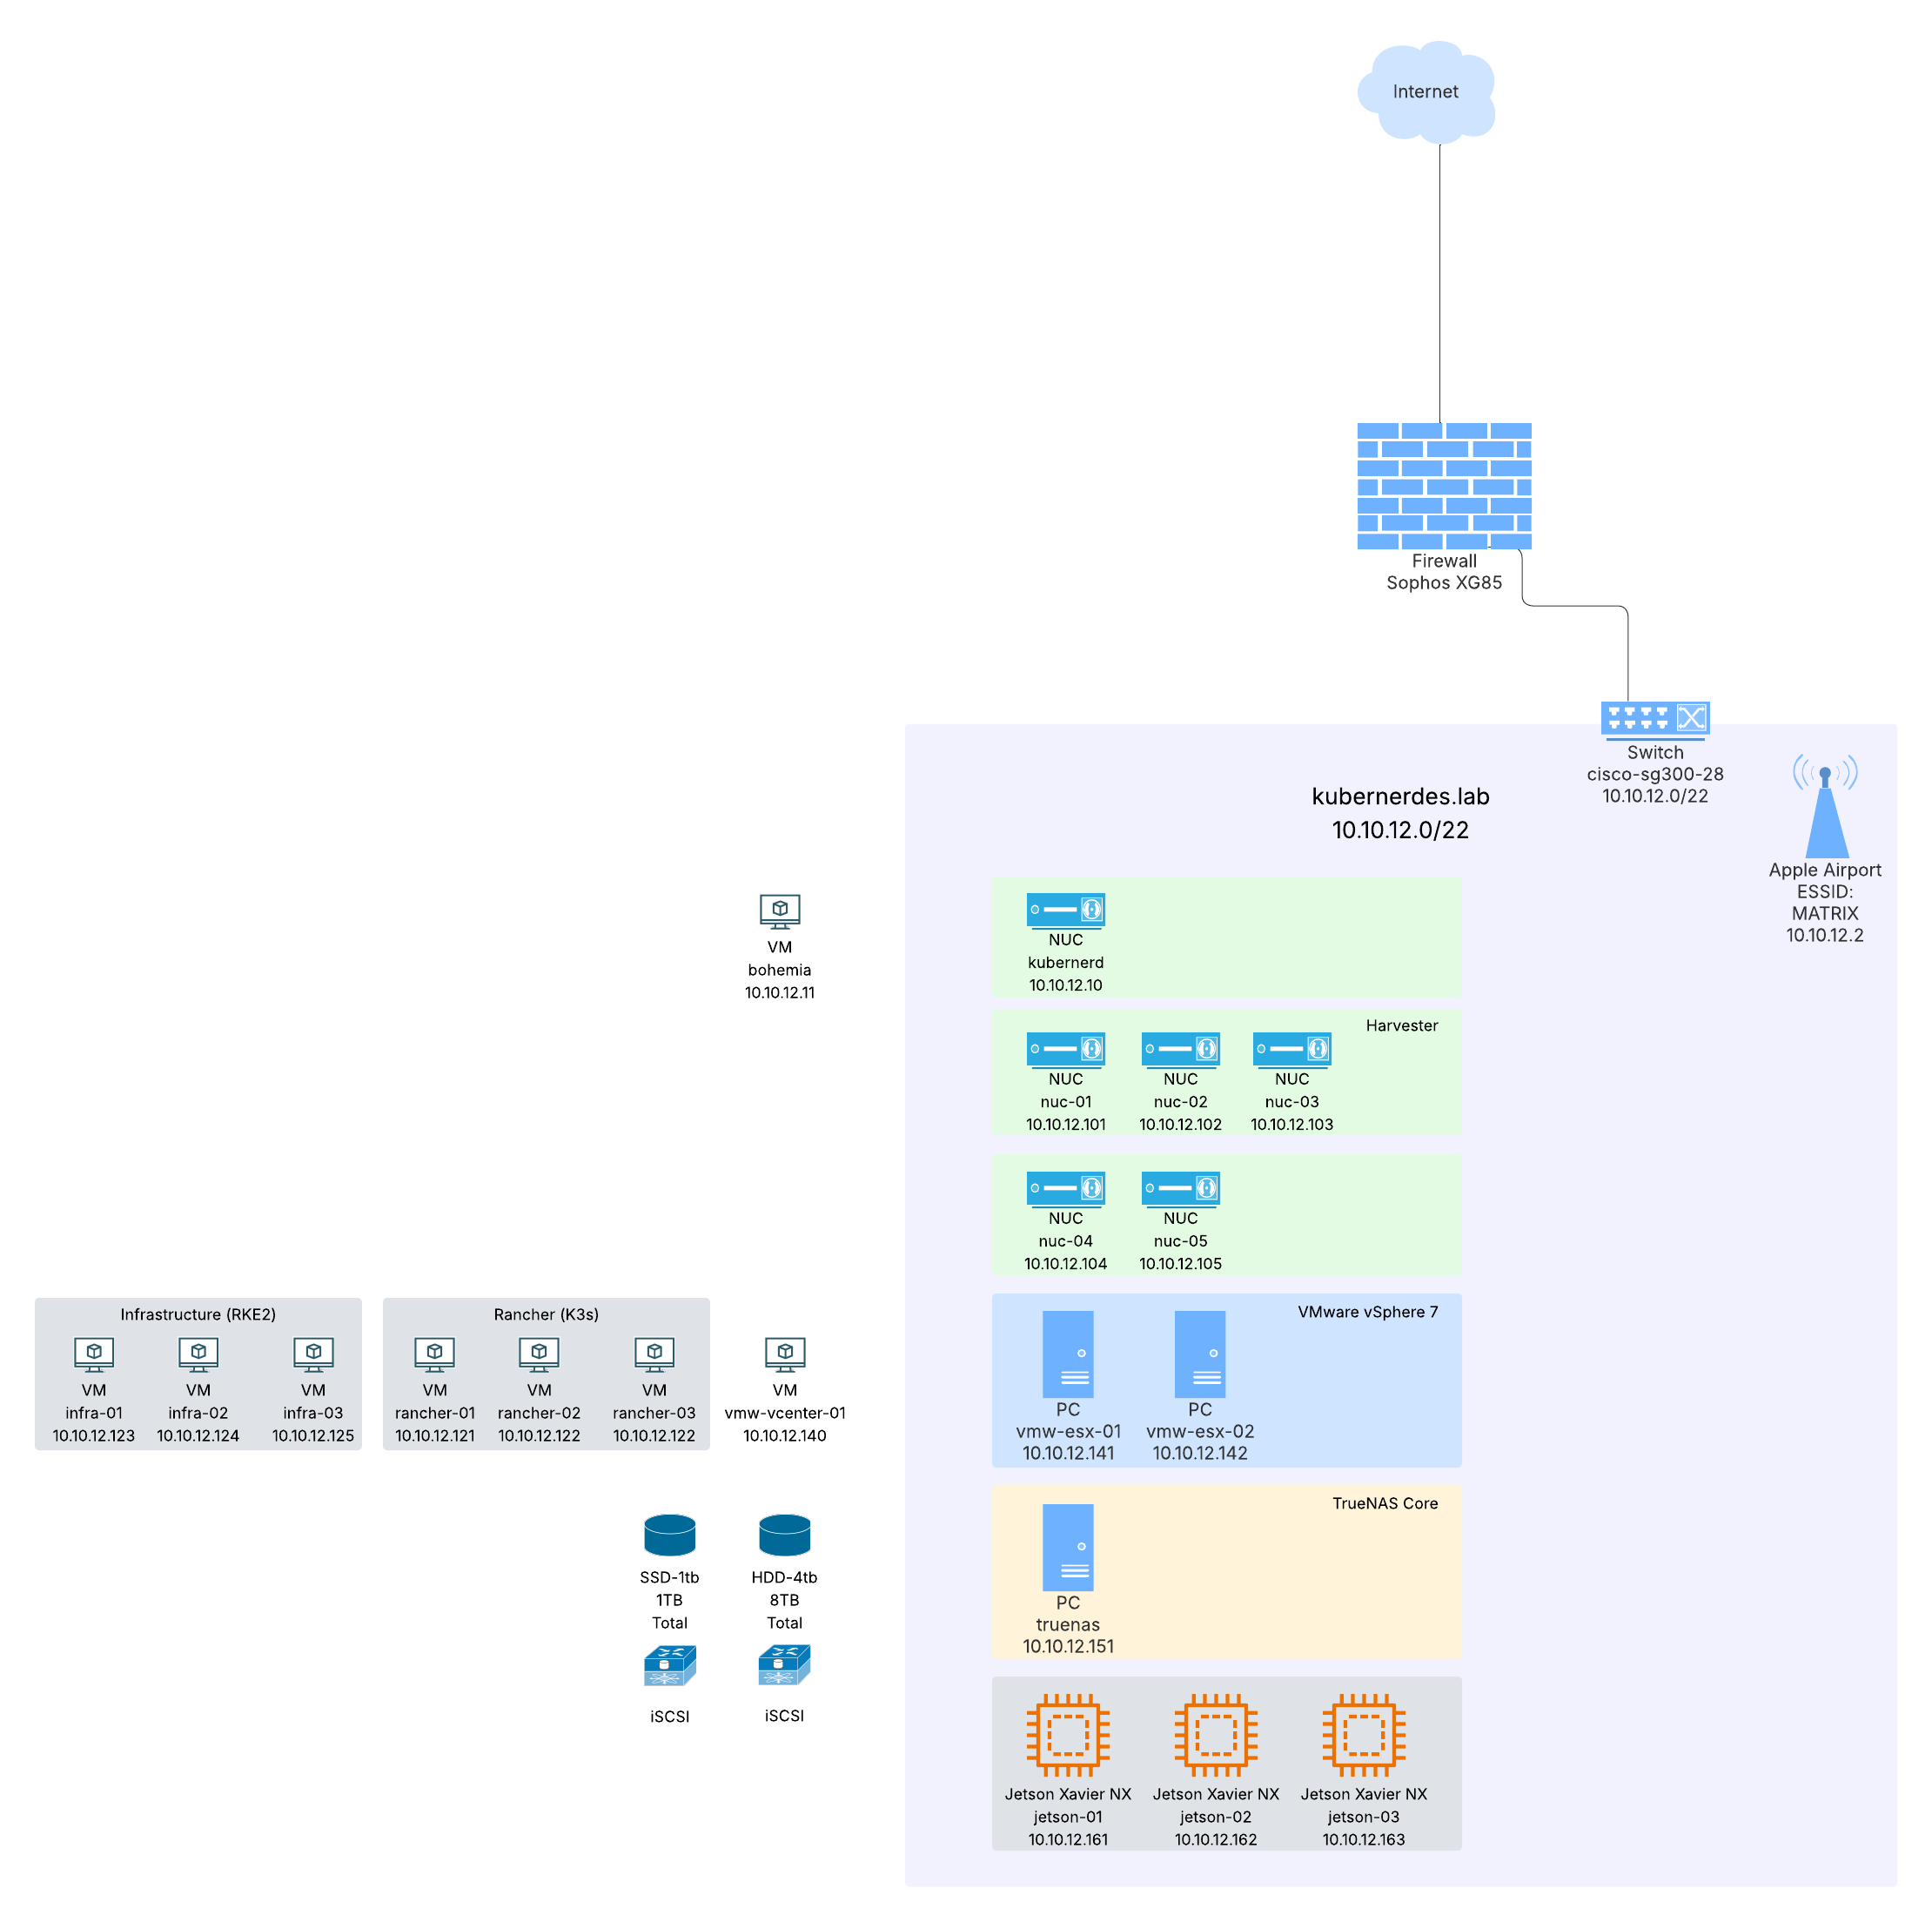 Internet
Firewall
Sophos XG85
Switch
cisco-sg300-28
10.10.12.0/22
kubernerdes.lab
10.10.12.0/22
Apple Airport
ESSID:
MATRIX
10.10.12.2
VM
bohemia
10.10.12.11
NUC
kubernerd
10.10.12.10
Harvester
NUC
nuc-01
10.10.12.101
NUC
nuc-02
10.10.12.102
NUC
nuc-03
10.10.12.103
NUC
nuc-04
10.10.12.104
NUC
nuc-05
10.10.12.105
Infrastructure (RKE2)
VM
infra-01
10.10.12.123
VM
infra-02
10.10.12.124
VM
infra-03
10.10.12.125
Rancher (K3s)
VM
rancher-01
10.10.12.121
VM
rancher-02
10.10.12.122
VM
rancher-03
10.10.12.122
VM
vmw-vcenter-01
10.10.12.140
VMware vSphere 7
PC
vmw-esx-01
10.10.12.141
PC
vmw-esx-02
10.10.12.142
SSD-1tb
1TB
Total
HDD-4tb
8TB
Total
iSCSI
iSCSI
TrueNAS Core
PC
truenas
10.10.12.151
Jetson Xavier NX
jetson-01
10.10.12.161
Jetson Xavier NX
jetson-02
10.10.12.162
Jetson Xavier NX
jetson-03
10.10.12.163